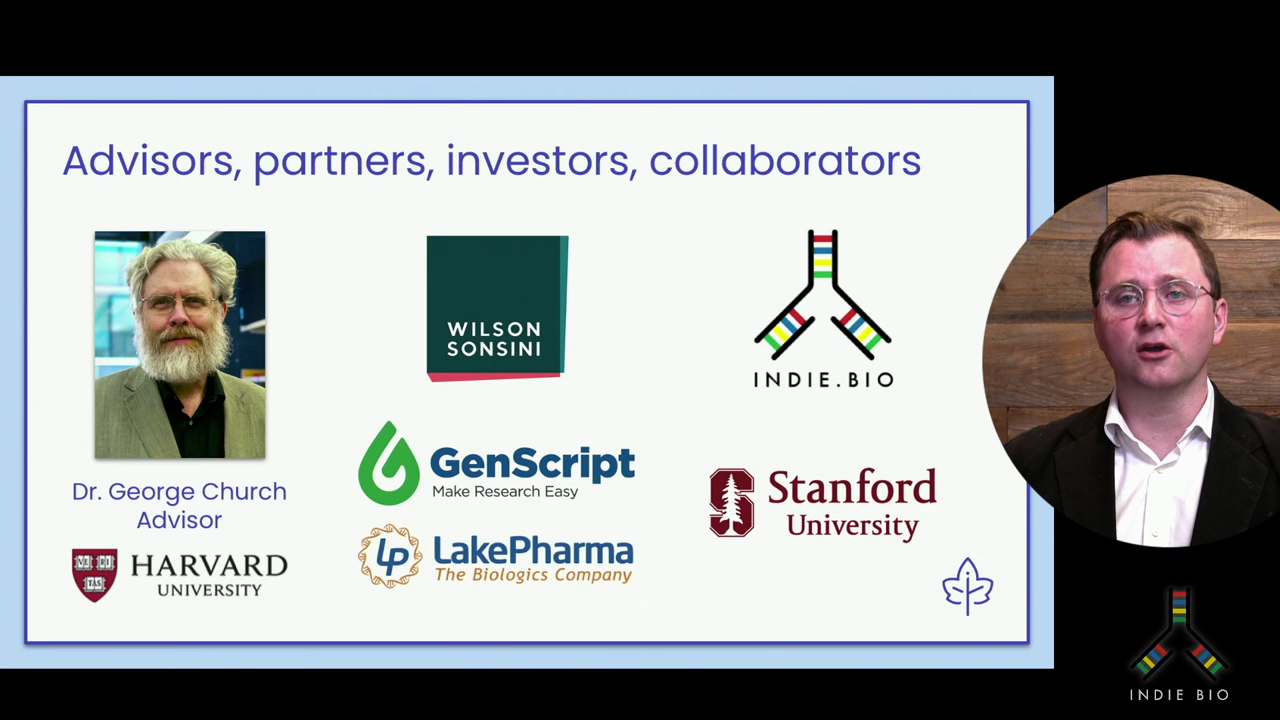 Advisors, partners, investors, collaborators
Dr. George Church
Advisor
HARVARD
UNIVERSITY
WILSON
SONSINI
GenScript
Make Research Easy
LP
LakePharma
The Biologics Company
INDIE.BIO
Stanford
University
INDIE BIO